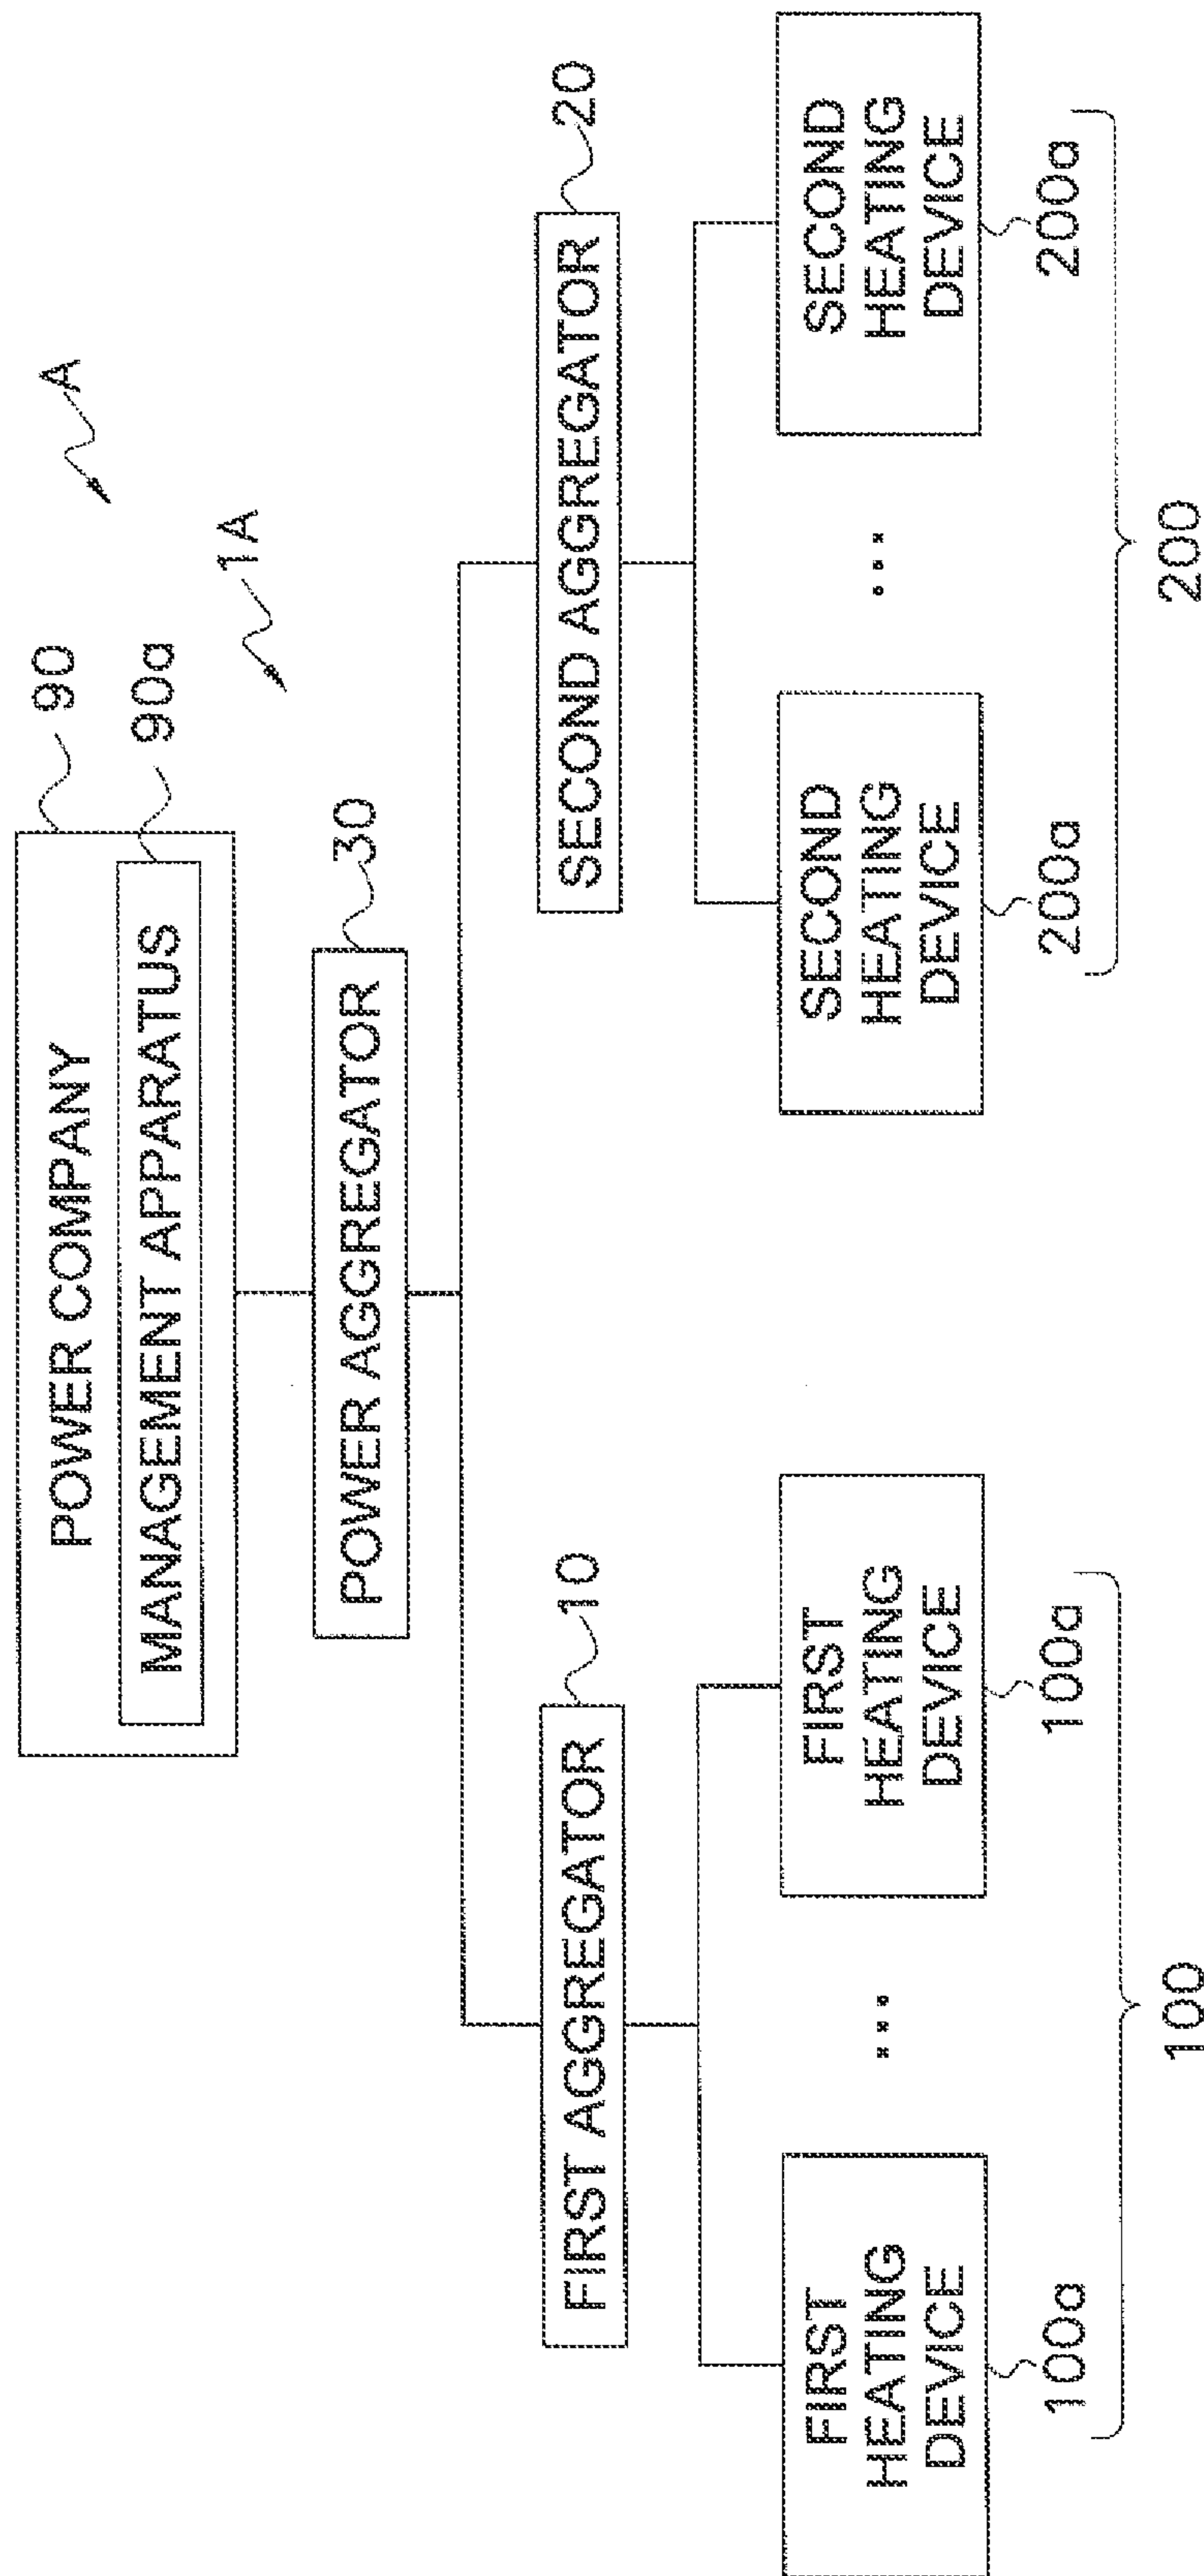 A
90
1A
90a
POWER COMPANY
MANAGEMENT APPARATUS
30
POWER AGGREGATOR
10
FIRST AGGREGATOR
20
SECOND AGGREGATOR
FIRST
HEATING
DEVICE
100a
...
FIRST
HEATING
DEVICE
100a
100
SECOND
HEATING
DEVICE
200a
...
SECOND
HEATING
DEVICE
200a
200